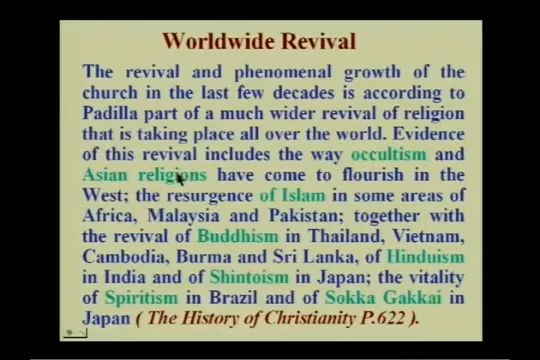 Worldwide Revival
The revival and phenomenal growth of the
church in the last few decades is according to
Padilla part of a much wider revival of religion
that is taking place all over the world. Evidence
of this revival includes the way occultism and
Asian religions have come to flourish in the
West; the resurgence of Islam in some areas of
Africa, Malaysia and Pakistan; together with
the revival of Buddhism in Thailand, Vietnam,
Cambodia, Burma and Sri Lanka, of Hinduism
in India and of Shintoism in Japan; the vitality
of Spiritism in Brazil and of Sokka Gakkai in
Japan ( The History of Christianity P.622 ).